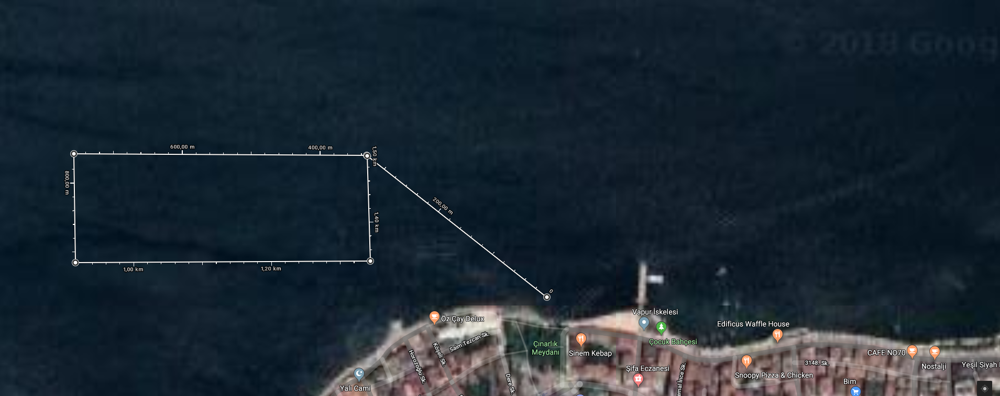 2018 Goog
600,00 m
400,00 m
1,50 km
800,00 m
200,00 m
1,40 km
1,00 km
1,20 km
0
Vapur İskelesi
Öz Çay Delux
Edificus Waffle House
Saim Tezcan Sk.
Çocuk Bahçesi
Çınarlık
Meydanı
Köşeli Sk.
Sinem Kebap
CAFE NO70
Horozoğlu Sk.
3148. Sk.
Nostalji
Yeşil Siyah
Şifa Eczanesi
Snoopy Pizza & Chicken
emal İnce Sk.
Dere Sk.
Yalı Cami
Bim